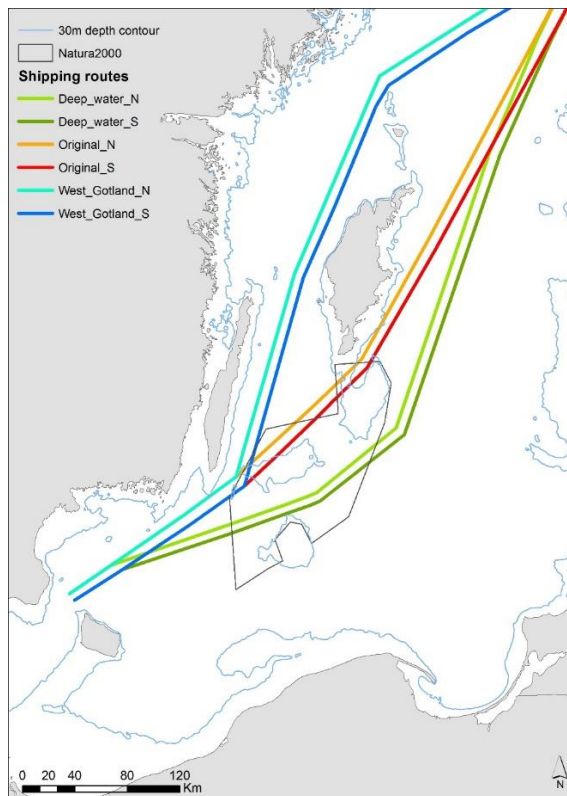 30m depth contour
Natura2000
Shipping routes
Deep_water_N
Deep_water_S
Original_N
Original_S
West_Gotland_N
West_Gotland_S
0 20 40 80 120
Km
N